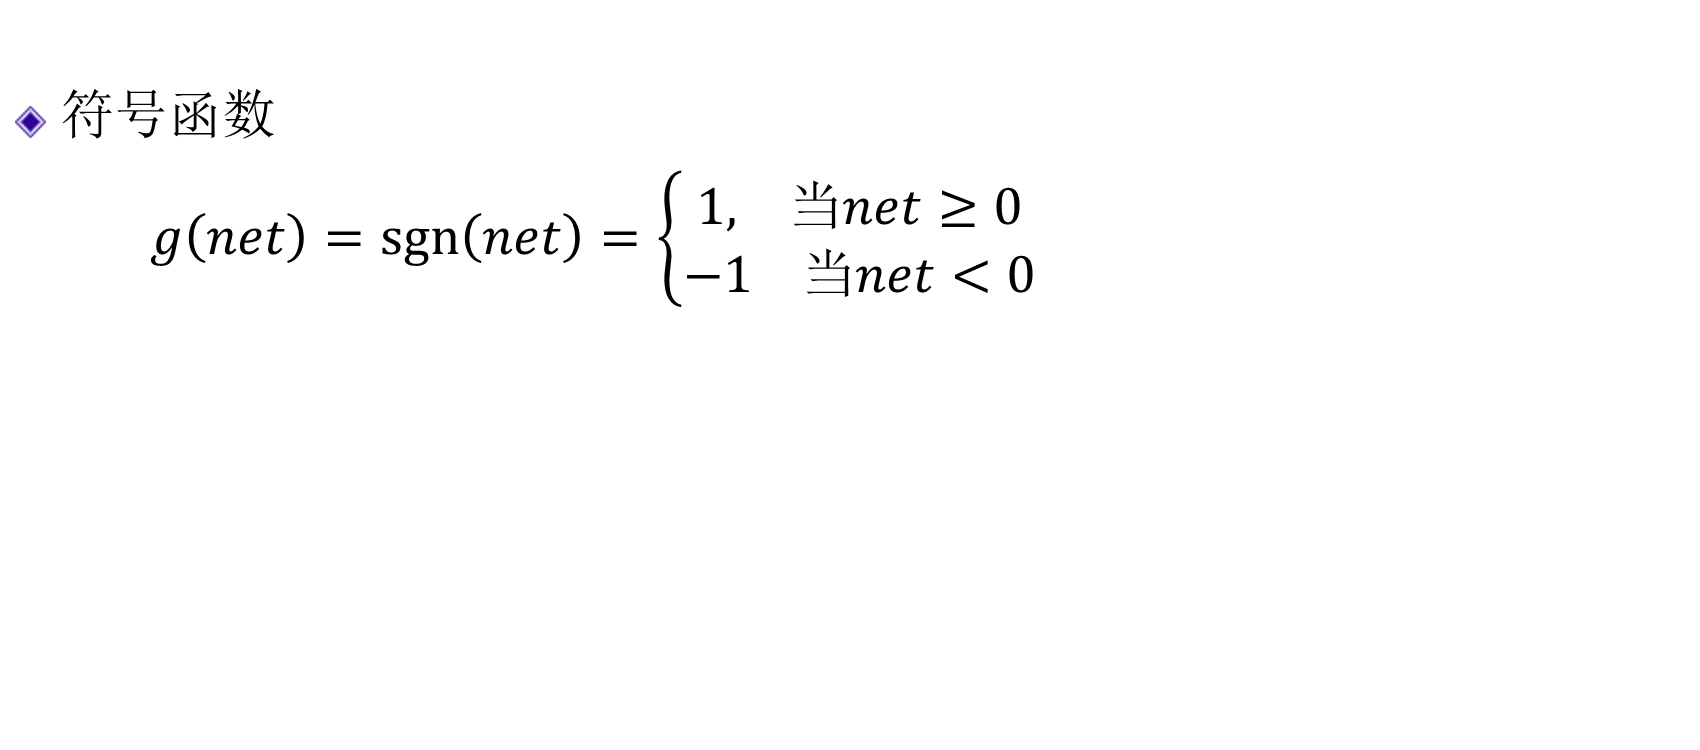 符号函数
g(net) = sgn(net) = { 1, 当net ≥ 0
−1 当net < 0